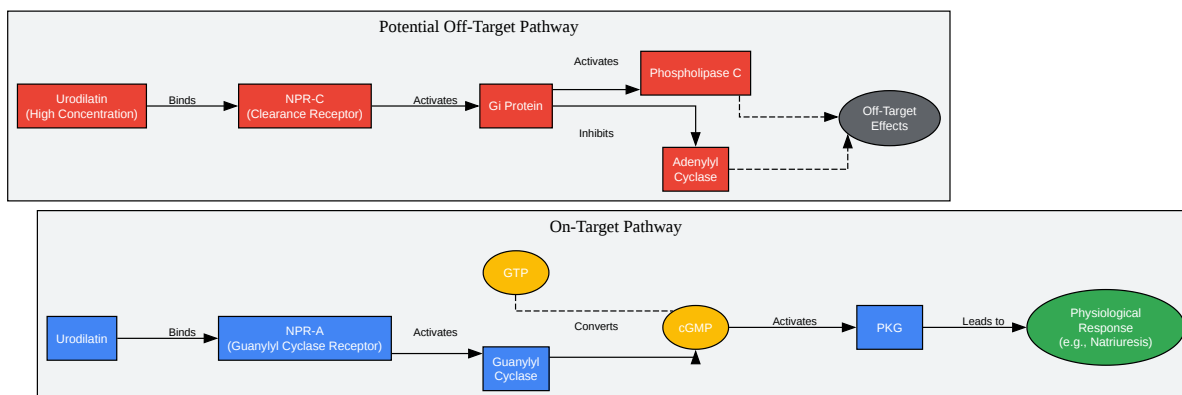 Potential Off-Target Pathway
Activates
Phospholipase C
Urodilatin
(High Concentration)
Binds
NPR-C
(Clearance Receptor)
Activates
Gi Protein
Off-Target
Effects
Inhibits
Adenylyl
Cyclase
On-Target Pathway
GTP
Urodilatin
Binds
NPR-A
(Guanylyl Cyclase Receptor)
Activates
Guanylyl
Cyclase
Converts
cGMP
Activates
PKG
Leads to
Physiological
Response
(e.g., Natriuresis)